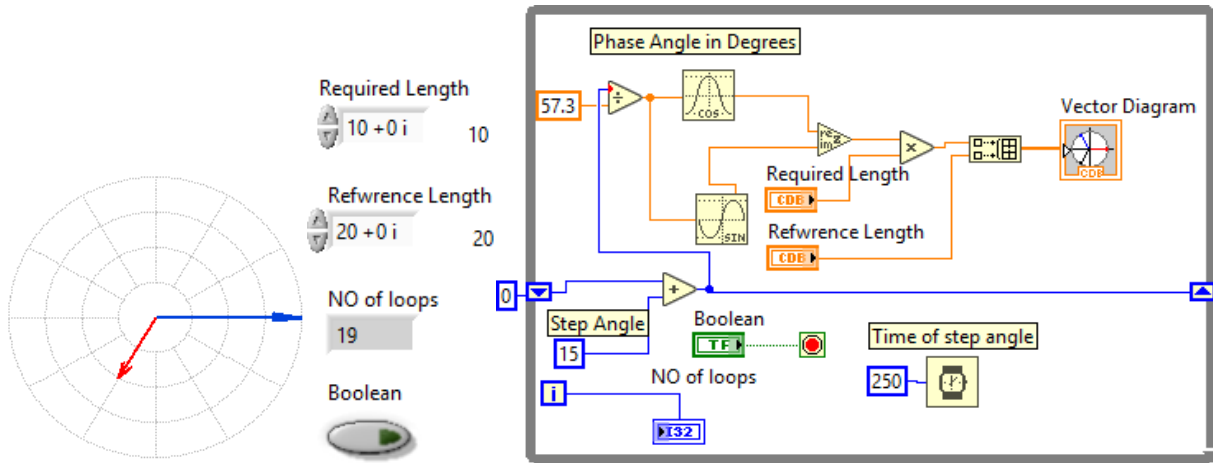 Required Length
10 +0 i
10
Refwrence Length
20 +0 i
20
NO of loops
19
Boolean
Phase Angle in Degrees
57.3
÷
COS
re
im
x
Vector Diagram
CDB
Required Length
CDB
SIN
Refwrence Length
CDB
0
+
Step Angle
15
Boolean
TF
Time of step angle
250
i
NO of loops
I32